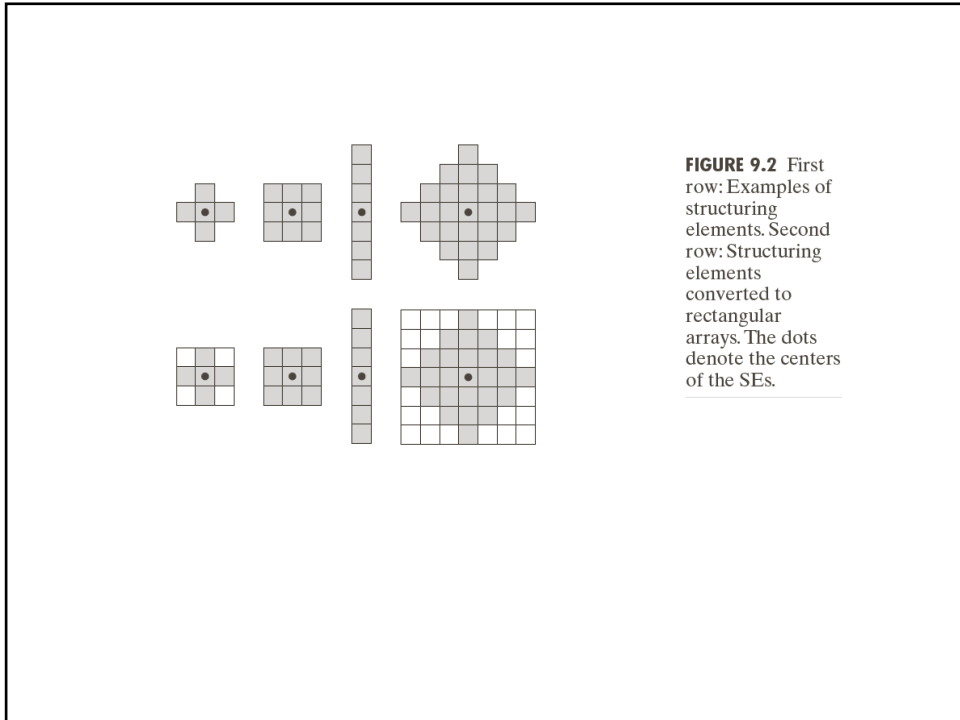 FIGURE 9.2 First
row: Examples of
structuring
elements. Second
row: Structuring
elements
converted to
rectangular
arrays. The dots
denote the centers
of the SEs.